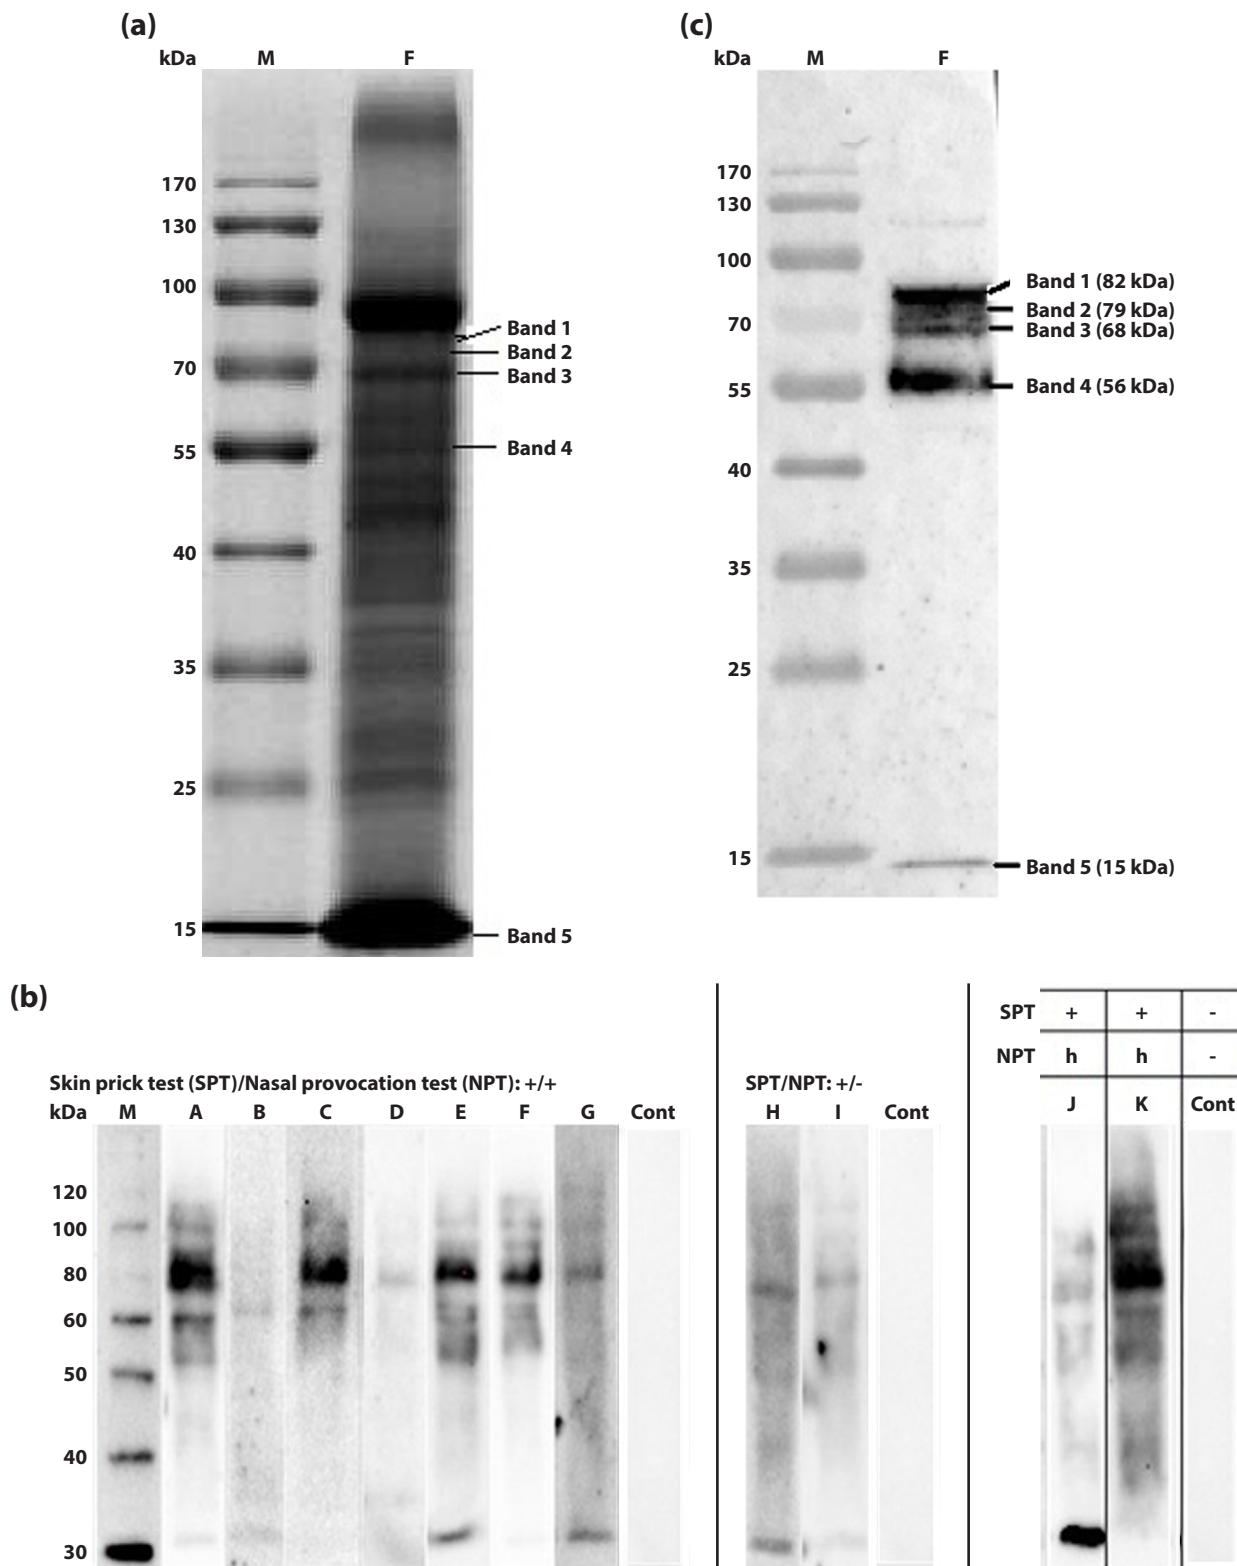 (a)
kDa M F
170
130
100
70
55
40
35
25
15
Band 1
Band 2
Band 3
Band 4
Band 5
(c)
kDa M F
170
130
100
70
55
40
35
25
15
Band 1 (82 kDa)
Band 2 (79 kDa)
Band 3 (68 kDa)
Band 4 (56 kDa)
Band 5 (15 kDa)
(b)
Skin prick test (SPT)/Nasal provocation test (NPT): +/+
kDa M A B C D E F G Cont
120
100
80
60
50
40
30
SPT/NPT: +/-
H I Cont
SPT + + -
NPT h h -
J K Cont